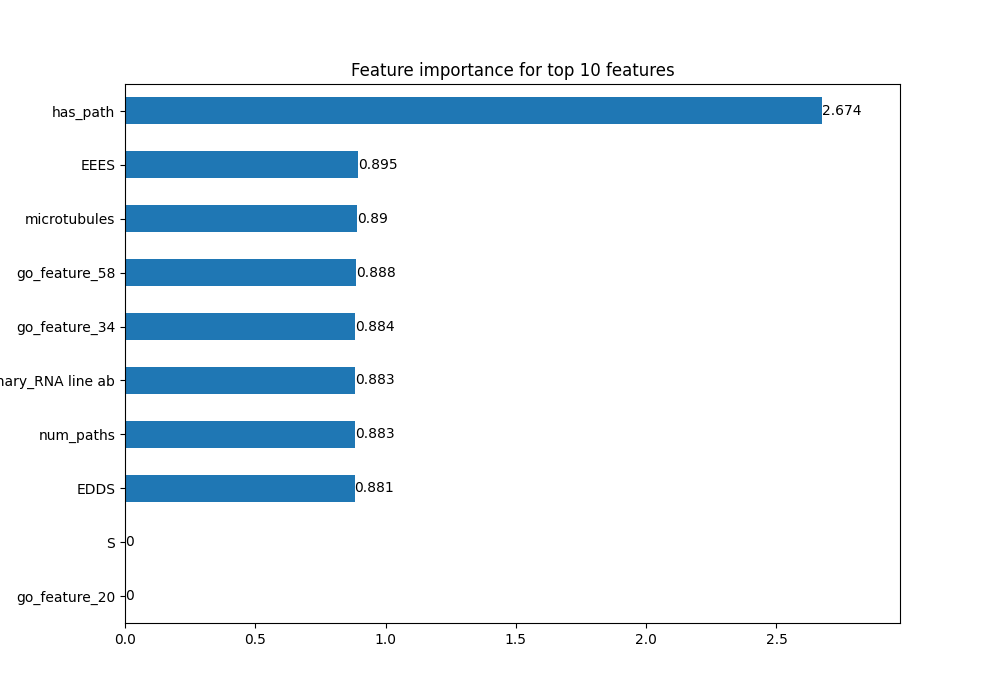 Feature importance for top 10 features
has_path 2.674
EEES 0.895
microtubules 0.89
go_feature_58 0.888
go_feature_34 0.884
nary_RNA line ab 0.883
num_paths 0.883
EDDS 0.881
S 0
go_feature_20 0
0.0 0.5 1.0 1.5 2.0 2.5